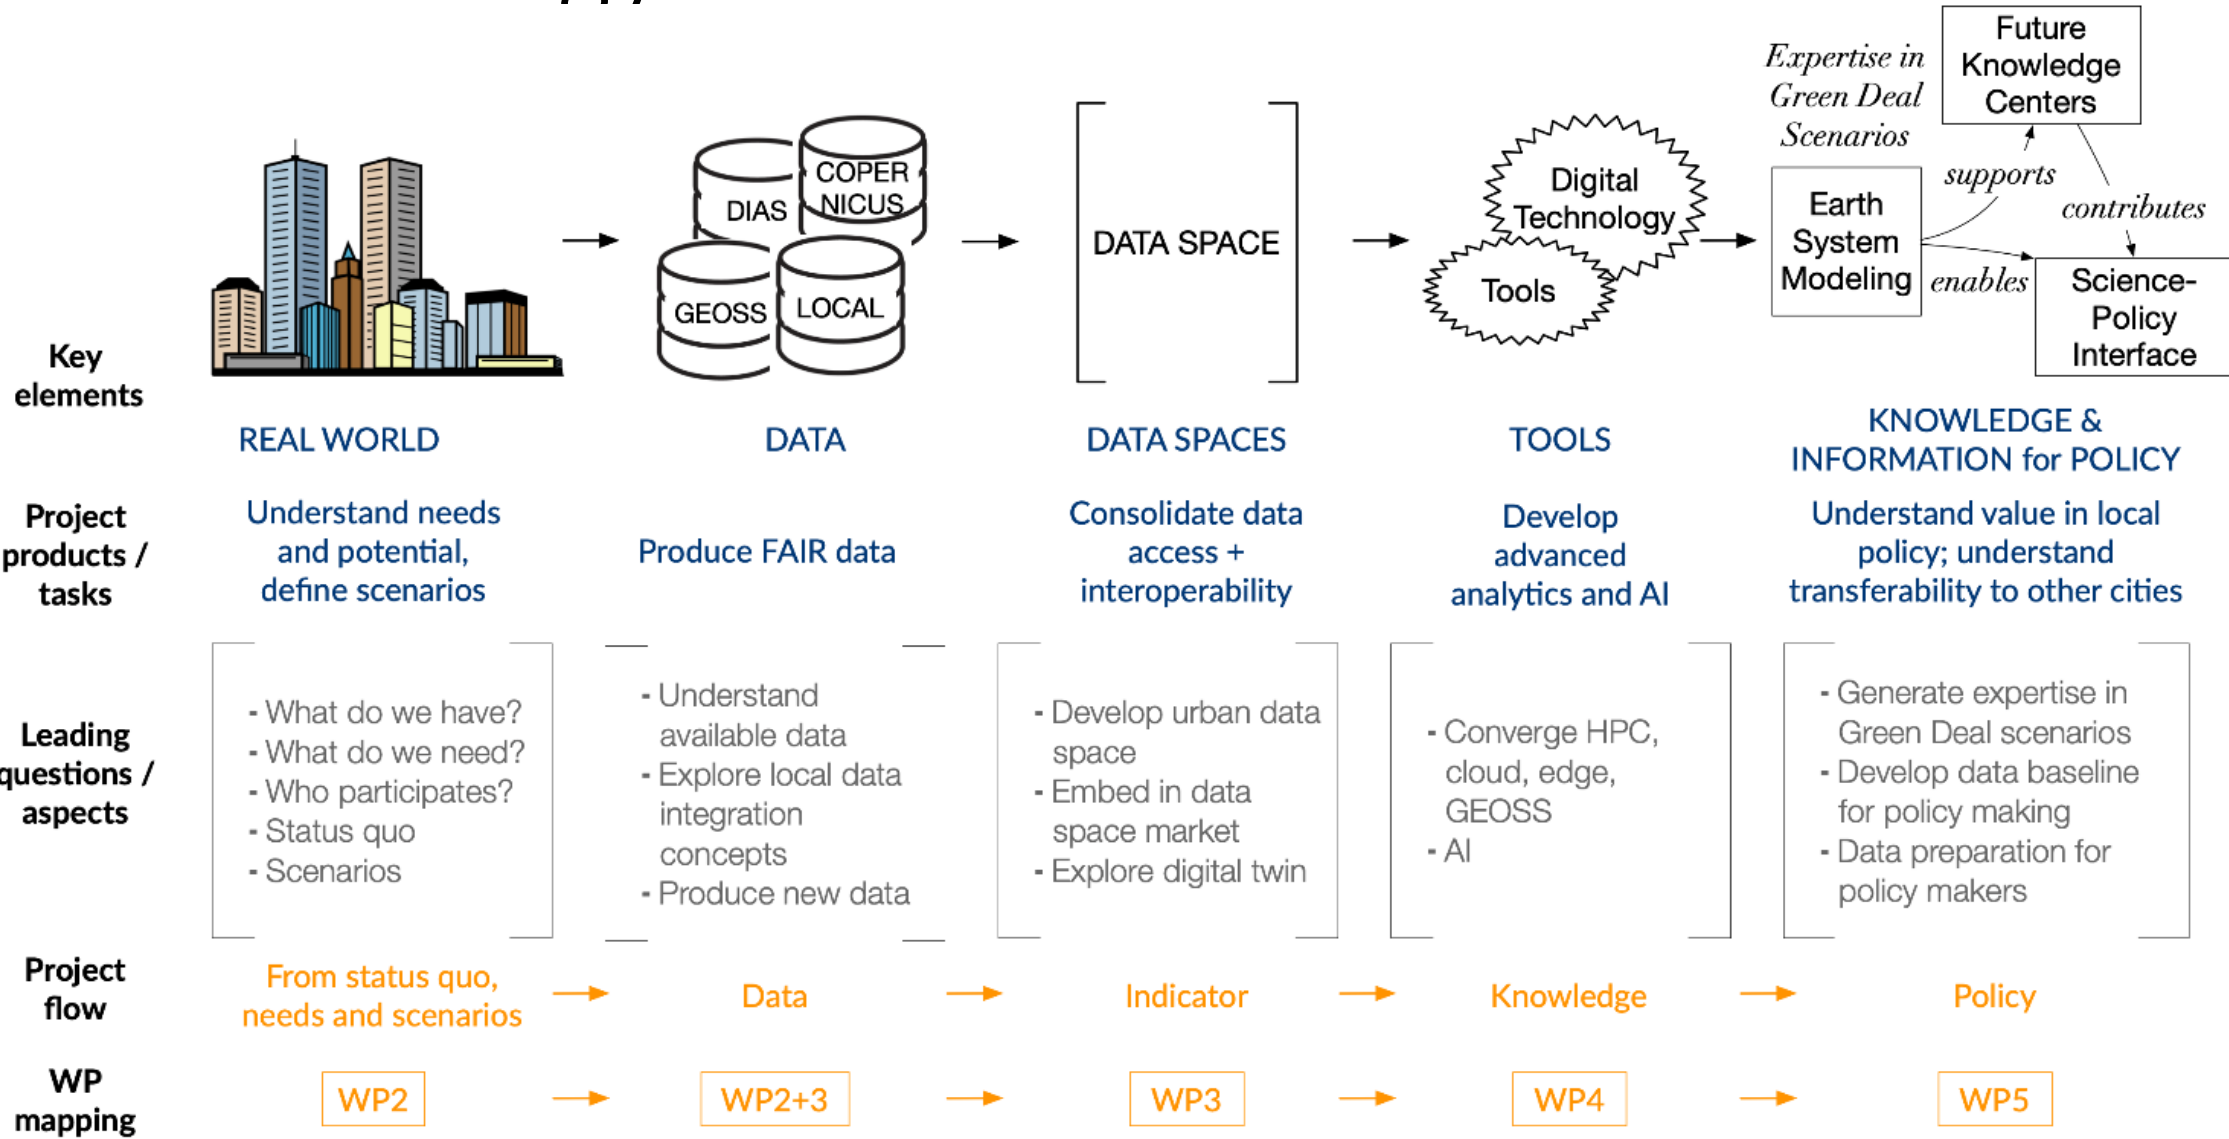 Expertise in
Green Deal
Scenarios
Future
Knowledge
Centers
COPER
NICUS
DIAS
GEOSS
LOCAL
DATA SPACE
Digital
Technology
Tools
Earth
System
Modeling
supports
contributes
enables
Science-
Policy
Interface
Key
elements
REAL WORLD
DATA
DATA SPACES
TOOLS
KNOWLEDGE &
INFORMATION for POLICY
Project
products /
tasks
Understand needs
and potential,
define scenarios
Produce FAIR data
Consolidate data
access +
interoperability
Develop
advanced
analytics and AI
Understand value in local
policy; understand
transferability to other cities
Leading
questions /
aspects
- What do we have?
- What do we need?
- Who participates?
- Status quo
- Scenarios
- Understand
available data
- Explore local data
integration
concepts
- Produce new data
- Develop urban data
space
- Embed in data
space market
- Explore digital twin
- Converge HPC,
cloud, edge,
GEOSS
- AI
- Generate expertise in
Green Deal scenarios
- Develop data baseline
for policy making
- Data preparation for
policy makers
Project
flow
From status quo,
needs and scenarios
Data
Indicator
Knowledge
Policy
WP
mapping
WP2
WP2+3
WP3
WP4
WP5